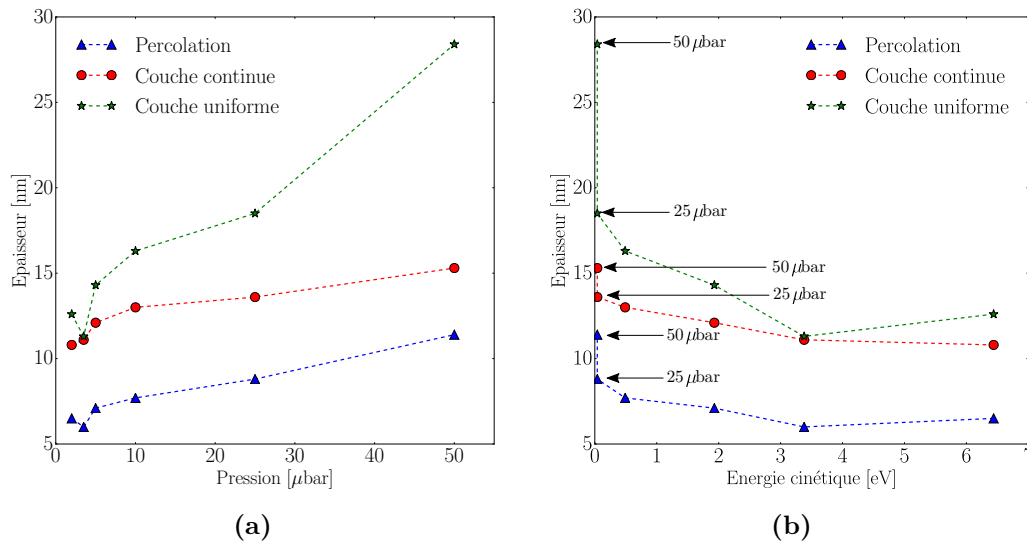 30
25
20
15
10
5
0
10
20
30
40
50
Epaisseur [nm]
Pression [μbar]
Percolation
Couche continue
Couche uniforme
(a)
30
25
20
15
10
5
0
1
2
3
4
5
6
7
Epaisseur [nm]
Energie cinétique [eV]
50 μbar
25 μbar
50 μbar
25 μbar
50 μbar
25 μbar
Percolation
Couche continue
Couche uniforme
(b)